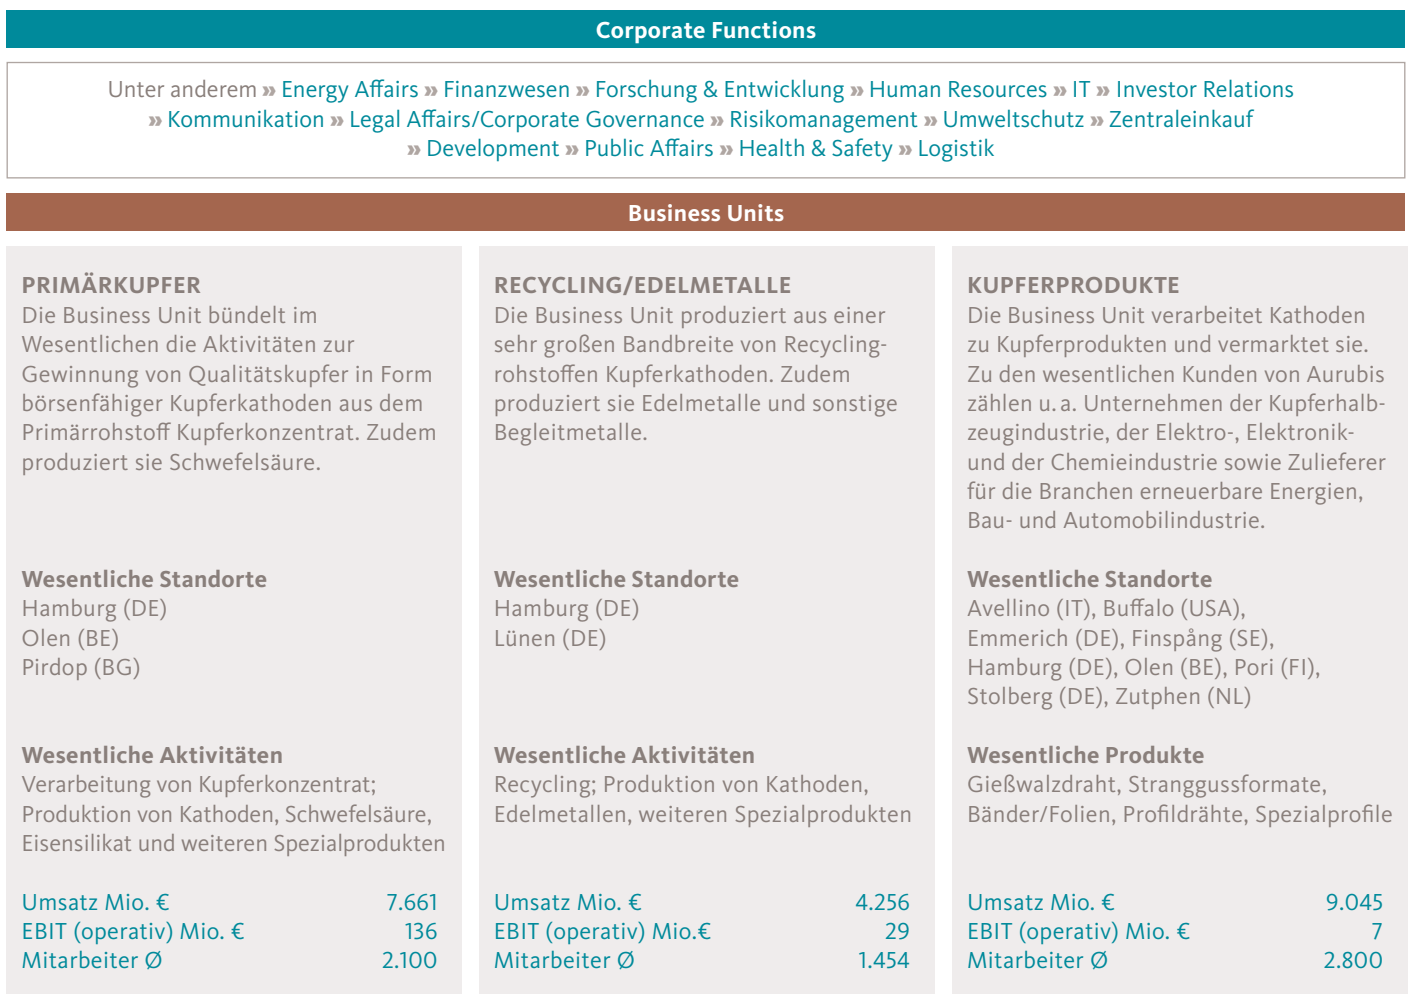 Corporate Functions
Unter anderem » Energy Affairs » Finanzwesen » Forschung & Entwicklung » Human Resources » IT » Investor Relations
» Kommunikation » Legal Affairs/Corporate Governance » Risikomanagement » Umweltschutz » Zentraleinkauf
» Development » Public Affairs » Health & Safety » Logistik
Business Units
PRIMÄRKUPFER
Die Business Unit bündelt im
Wesentlichen die Aktivitäten zur
Gewinnung von Qualitätskupfer in Form
börsenfähiger Kupferkathoden aus dem
Primärrohstoff Kupferkonzentrat. Zudem
produziert sie Schwefelsäure.
Wesentliche Standorte
Hamburg (DE)
Olen (BE)
Pirdop (BG)
Wesentliche Aktivitäten
Verarbeitung von Kupferkonzentrat;
Produktion von Kathoden, Schwefelsäure,
Eisensilikat und weiteren Spezialprodukten
Umsatz Mio. € 7.661
EBIT (operativ) Mio. € 136
Mitarbeiter Ø 2.100
RECYCLING/EDELMETALLE
Die Business Unit produziert aus einer
sehr großen Bandbreite von Recycling-
rohstoffen Kupferkathoden. Zudem
produziert sie Edelmetalle und sonstige
Begleitmetalle.
Wesentliche Standorte
Hamburg (DE)
Lünen (DE)
Wesentliche Aktivitäten
Recycling; Produktion von Kathoden,
Edelmetallen, weiteren Spezialprodukten
Umsatz Mio. € 4.256
EBIT (operativ) Mio.€ 29
Mitarbeiter Ø 1.454
KUPFERPRODUKTE
Die Business Unit verarbeitet Kathoden
zu Kupferprodukten und vermarktet sie.
Zu den wesentlichen Kunden von Aurubis
zählen u. a. Unternehmen der Kupferhalb-
zeugindustrie, der Elektro-, Elektronik-
und der Chemieindustrie sowie Zulieferer
für die Branchen erneuerbare Energien,
Bau- und Automobilindustrie.
Wesentliche Standorte
Avellino (IT), Buffalo (USA),
Emmerich (DE), Finspång (SE),
Hamburg (DE), Olen (BE), Pori (FI),
Stolberg (DE), Zutphen (NL)
Wesentliche Produkte
Gießwalzdraht, Stranggussformate,
Bänder/Folien, Profildrähte, Spezialprofile
Umsatz Mio. € 9.045
EBIT (operativ) Mio. € 7
Mitarbeiter Ø 2.800